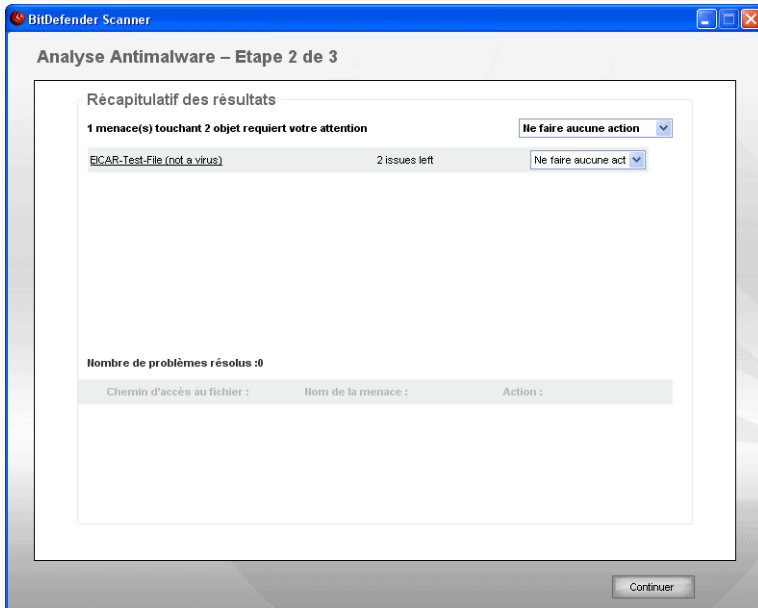 BitDefender Scanner
Analyse Antimalware – Etape 2 de 3
Récapitulatif des résultats
1 menace(s) touchant 2 objet requiert votre attention
Ne faire aucune action
EICAR-Test-File (not a virus)
2 issues left
Ne faire aucune act
Nombre de problèmes résolus :0
Chemin d'accès au fichier :
Nom de la menace :
Action :
Continuer